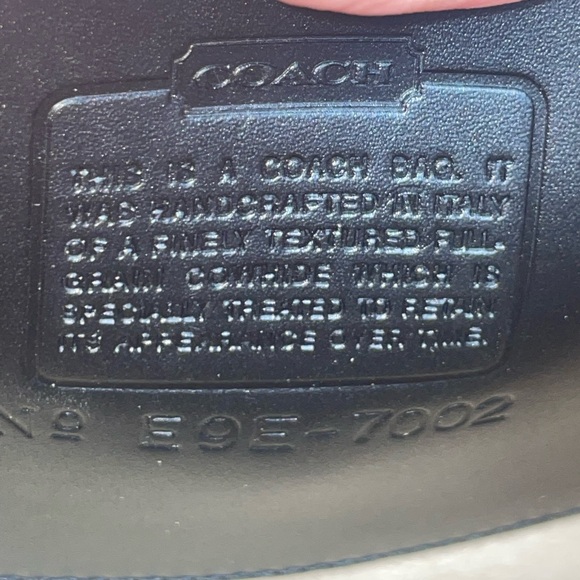 COACH
THIS IS A COACH BAG. IT
WAS HANDCRAFTED IN ITALY
OF A FINELY TEXTURED FULL-
GRAIN COWHIDE WHICH IS
SPECIALLY TREATED TO RETAIN
ITS APPEARANCE OVER TIME.
No E9E-7002